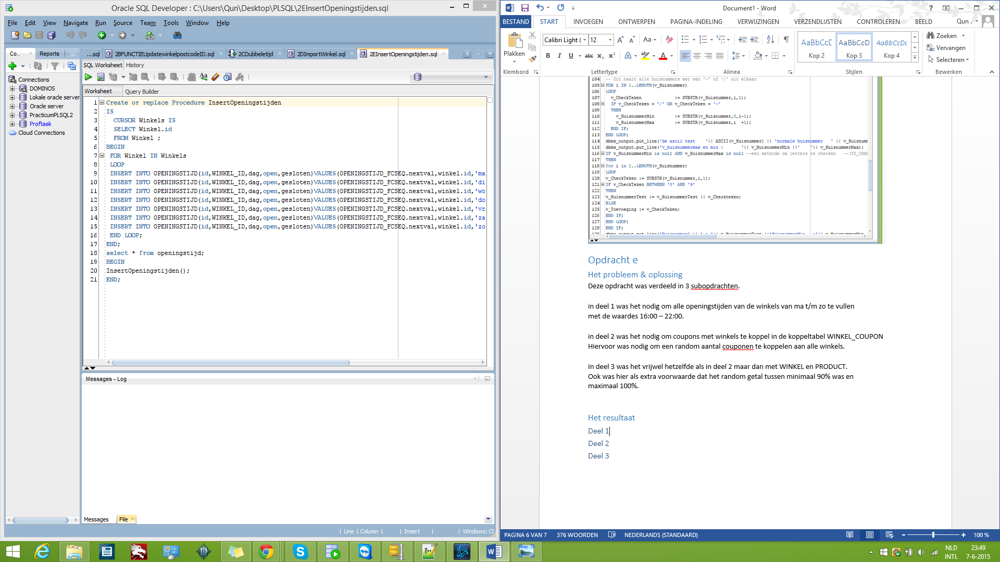 Oracle SQL Developer : C:\Users\Qun\Desktop\PLSQL\2EInsertOpeningstijden.sql
File Edit View Navigate Run Source Team Tools Window Help
Co.. Reports
...sql 2BFUNCTIEUpdatewinkelpostcodeID.sql 2CDubbeletijd 2DImportWinkel.sql 2EInsertOpeningstijden.sql
SQL Worksheet History
Connections
DOMINOS
Lokale oracle server
Oracle server
PracticumPLSQL2
Proftaak
Cloud Connections
Worksheet Query Builder
1 Create or replace Procedure InsertOpeningstijden
2 IS
3 CURSOR Winkels IS
4 SELECT Winkel.id
5 FROM Winkel ;
6 BEGIN
7 FOR Winkel IN Winkels
8 LOOP
9 INSERT INTO OPENINGSTIJD(id,WINKEL_ID,dag,open,gesloten)VALUES(OPENINGSTIJD_FCSEQ.nextval,winkel.id,'ma
10 INSERT INTO OPENINGSTIJD(id,WINKEL_ID,dag,open,gesloten)VALUES(OPENINGSTIJD_FCSEQ.nextval,winkel.id,'di
11 INSERT INTO OPENINGSTIJD(id,WINKEL_ID,dag,open,gesloten)VALUES(OPENINGSTIJD_FCSEQ.nextval,winkel.id,'wo
12 INSERT INTO OPENINGSTIJD(id,WINKEL_ID,dag,open,gesloten)VALUES(OPENINGSTIJD_FCSEQ.nextval,winkel.id,'do
13 INSERT INTO OPENINGSTIJD(id,WINKEL_ID,dag,open,gesloten)VALUES(OPENINGSTIJD_FCSEQ.nextval,winkel.id,'vr
14 INSERT INTO OPENINGSTIJD(id,WINKEL_ID,dag,open,gesloten)VALUES(OPENINGSTIJD_FCSEQ.nextval,winkel.id,'za
15 INSERT INTO OPENINGSTIJD(id,WINKEL_ID,dag,open,gesloten)VALUES(OPENINGSTIJD_FCSEQ.nextval,winkel.id,'zo
16 END LOOP;
17 END;
18 select * from openingstijd;
19 BEGIN
20 InsertOpeningstijden();
21 END;
Messages - Log
Messages File
Line 1 Column 1 Insert Windows: CF
Document1 - Word
BESTAND START INVOEGEN ONTWERPEN PAGINA-INDELING VERWIJZINGEN VERZENDLIJSTEN CONTROLEREN BEELD Qun .
Plakken
Calibri Light ( 12
AaBbCcD AaBbCcD AaBbCcDc
Kop 2 Kop 3 Kop 4
Zoeken
Vervangen
Selecteren
Klembord Lettertype Alinea Stijlen Bewerken
104 -- Dit haalt alle huisnummers met een '-' of '/' uit elkaar
105 FOR i IN 1..LENGTH(v_Huisnummer)
106 LOOP
107 v_CheckTeken := SUBSTR(v_Huisnummer,i,1);
108 IF v_CheckTeken = '/' OR v_CheckTeken = '-'
109 THEN
110 v_HuisnummerMin := SUBSTR(v_Huisnummer,0,i-1);
111 v_HuisnummerMax := SUBSTR(v_Huisnummer,i +1);
112 END IF;
113 END LOOP;
114 dbms_output.put_line('de ascii test '|| ASCII(v_Huisnummer) || 'normale huisnummer ' || v_Huisnum
115 dbms_output.put_line('v_huisnummermax en min : '|| v_HuisnummerMin ||' '|| v_HuisnummerMax);
116 IF v_HuisnummerMin is null AND v_HuisnummerMax is null --een methode om letters te checken --(TO_CHA
117 THEN
118 for i in 1..LENGTH(v_Huisnummer)
119 LOOP
120 v_CheckTeken := SUBSTR(v_Huisnummer,i,1);
121 IF v_CheckTeken BETWEEN '0' AND '9'
122 THEN
123 v_HuisnummerTest := v_HuisnummerTest || v_Checkteken;
124 ELSE
125 v_Toevoeging := v_CheckTeken;
126 END IF;
127 END LOOP;
128 END IF;
Opdracht e
Het probleem & oplossing
Deze opdracht was verdeeld in 3 subopdrachten.
in deel 1 was het nodig om alle openingstijden van de winkels van ma t/m zo te vullen
met de waardes 16:00 – 22:00.
in deel 2 was het nodig om coupons met winkels te koppel in de koppeltabel WINKEL_COUPON
Hiervoor was nodig om een random aantal couponen te koppelen aan alle winkels.
In deel 3 was het vrijwel hetzelfde als in deel 2 maar dan met WINKEL en PRODUCT.
Ook was hier als extra voorwaarde dat het random getal tussen minimaal 90% was en
maximaal 100%.
Het resultaat
Deel 1
Deel 2
Deel 3
PAGINA 6 VAN 7 376 WOORDEN NEDERLANDS (STANDAARD) 100 %
NLD 23:49
INTL 7-6-2015